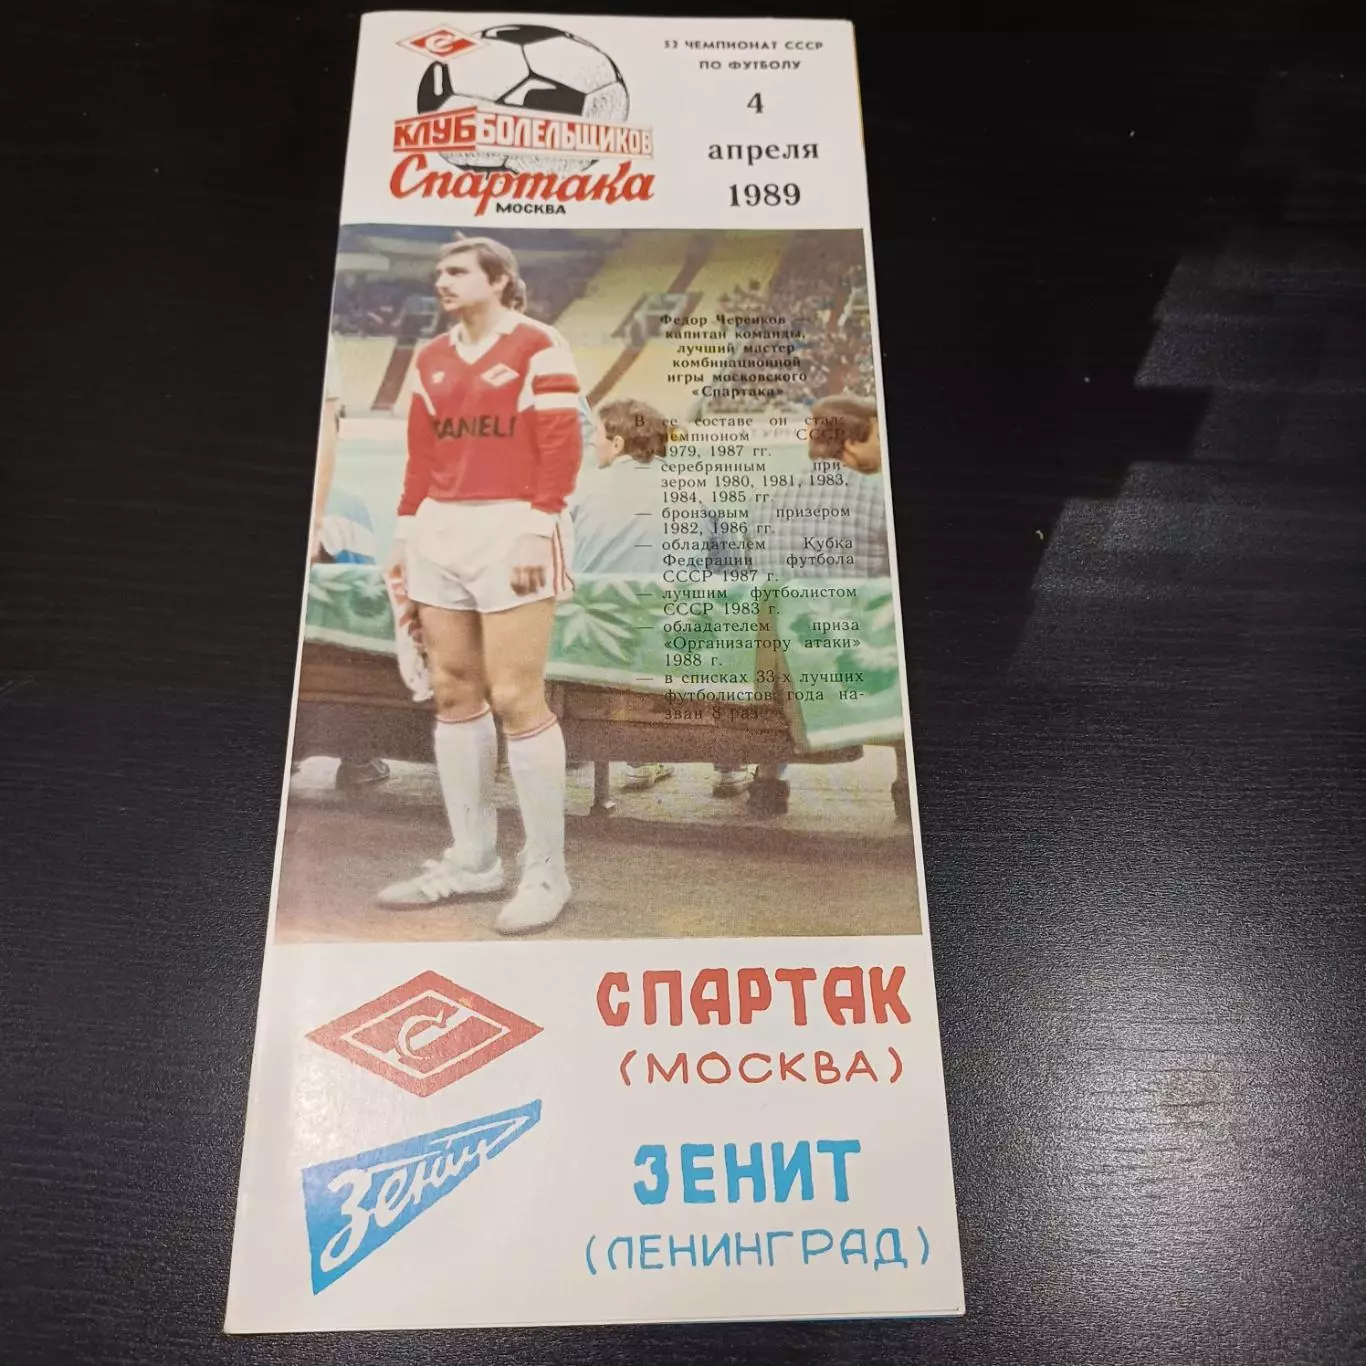 52 ЧЕМПИОНАТ СССР
ПО ФУТБОЛУ
4
апреля
1989
С
КЛУБ БОЛЕЛЬЩИКОВ
Спартака
МОСКВА
Федор Черенков —
капитан команды,
лучший мастер
комбинационной
игры московского
«Спартака»
В ее составе он стал:
чемпионом СССР
1979, 1987 гг.
— серебряным при-
зером 1980, 1981, 1983,
1984, 1985 гг.
— бронзовым призером
1982, 1986 гг.
— обладателем Кубка
Федерации футбола
СССР 1987 г.
— лучшим футболистом
СССР 1983 г.
— обладателем приза
«Организатору атаки»
1988 г.
— в списках 33-х лучших
футболистов года на-
зван 8 раз
DANIELI
С
СПАРТАК
(МОСКВА)
Зенит
ЗЕНИТ
(ЛЕНИНГРАД)